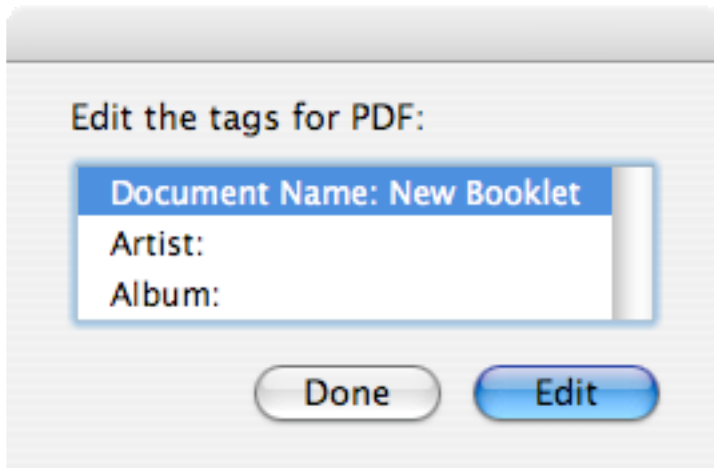 Edit the tags for PDF:
Document Name: New Booklet
Artist:
Album:
Done
Edit